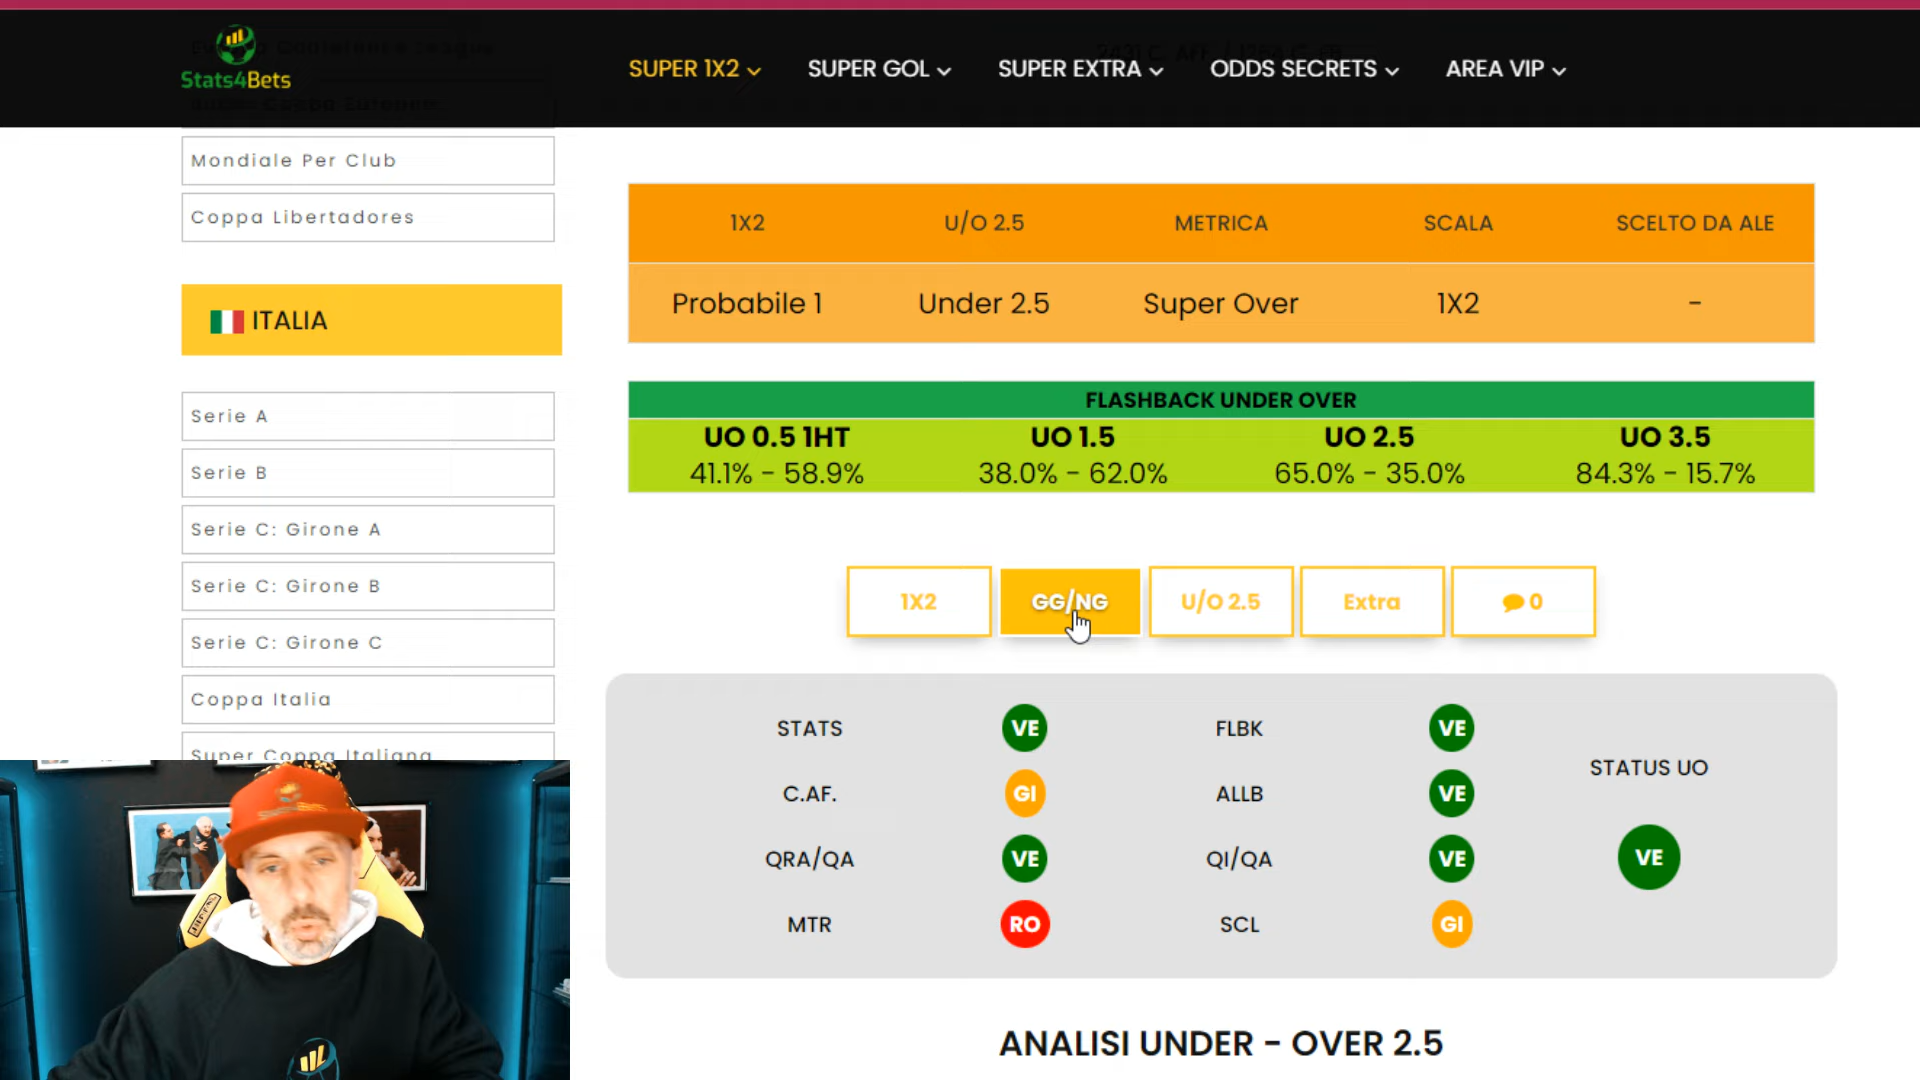 Stats4Bets
SUPER 1X2
SUPER GOL
SUPER EXTRA
ODDS SECRETS
AREA VIP
Mondiale Per Club
Coppa Libertadores
ITALIA
Serie A
Serie B
Serie C: Girone A
Serie C: Girone B
Serie C: Girone C
Coppa Italia
Super Coppa Italiana
1X2 U/O 2.5 METRICA SCALA SCELTO DA ALE
Probabile 1 Under 2.5 Super Over 1X2 -
FLASHBACK UNDER OVER
UO 0.5 1HT UO 1.5 UO 2.5 UO 3.5
41.1% - 58.9% 38.0% - 62.0% 65.0% - 35.0% 84.3% - 15.7%
1X2 GG/NG U/O 2.5 Extra 0
STATS VE FLBK VE
STATUS UO
C.AF. GI ALLB VE
QRA/QA VE QI/QA VE
VE
MTR RO SCL GI
ANALISI UNDER - OVER 2.5